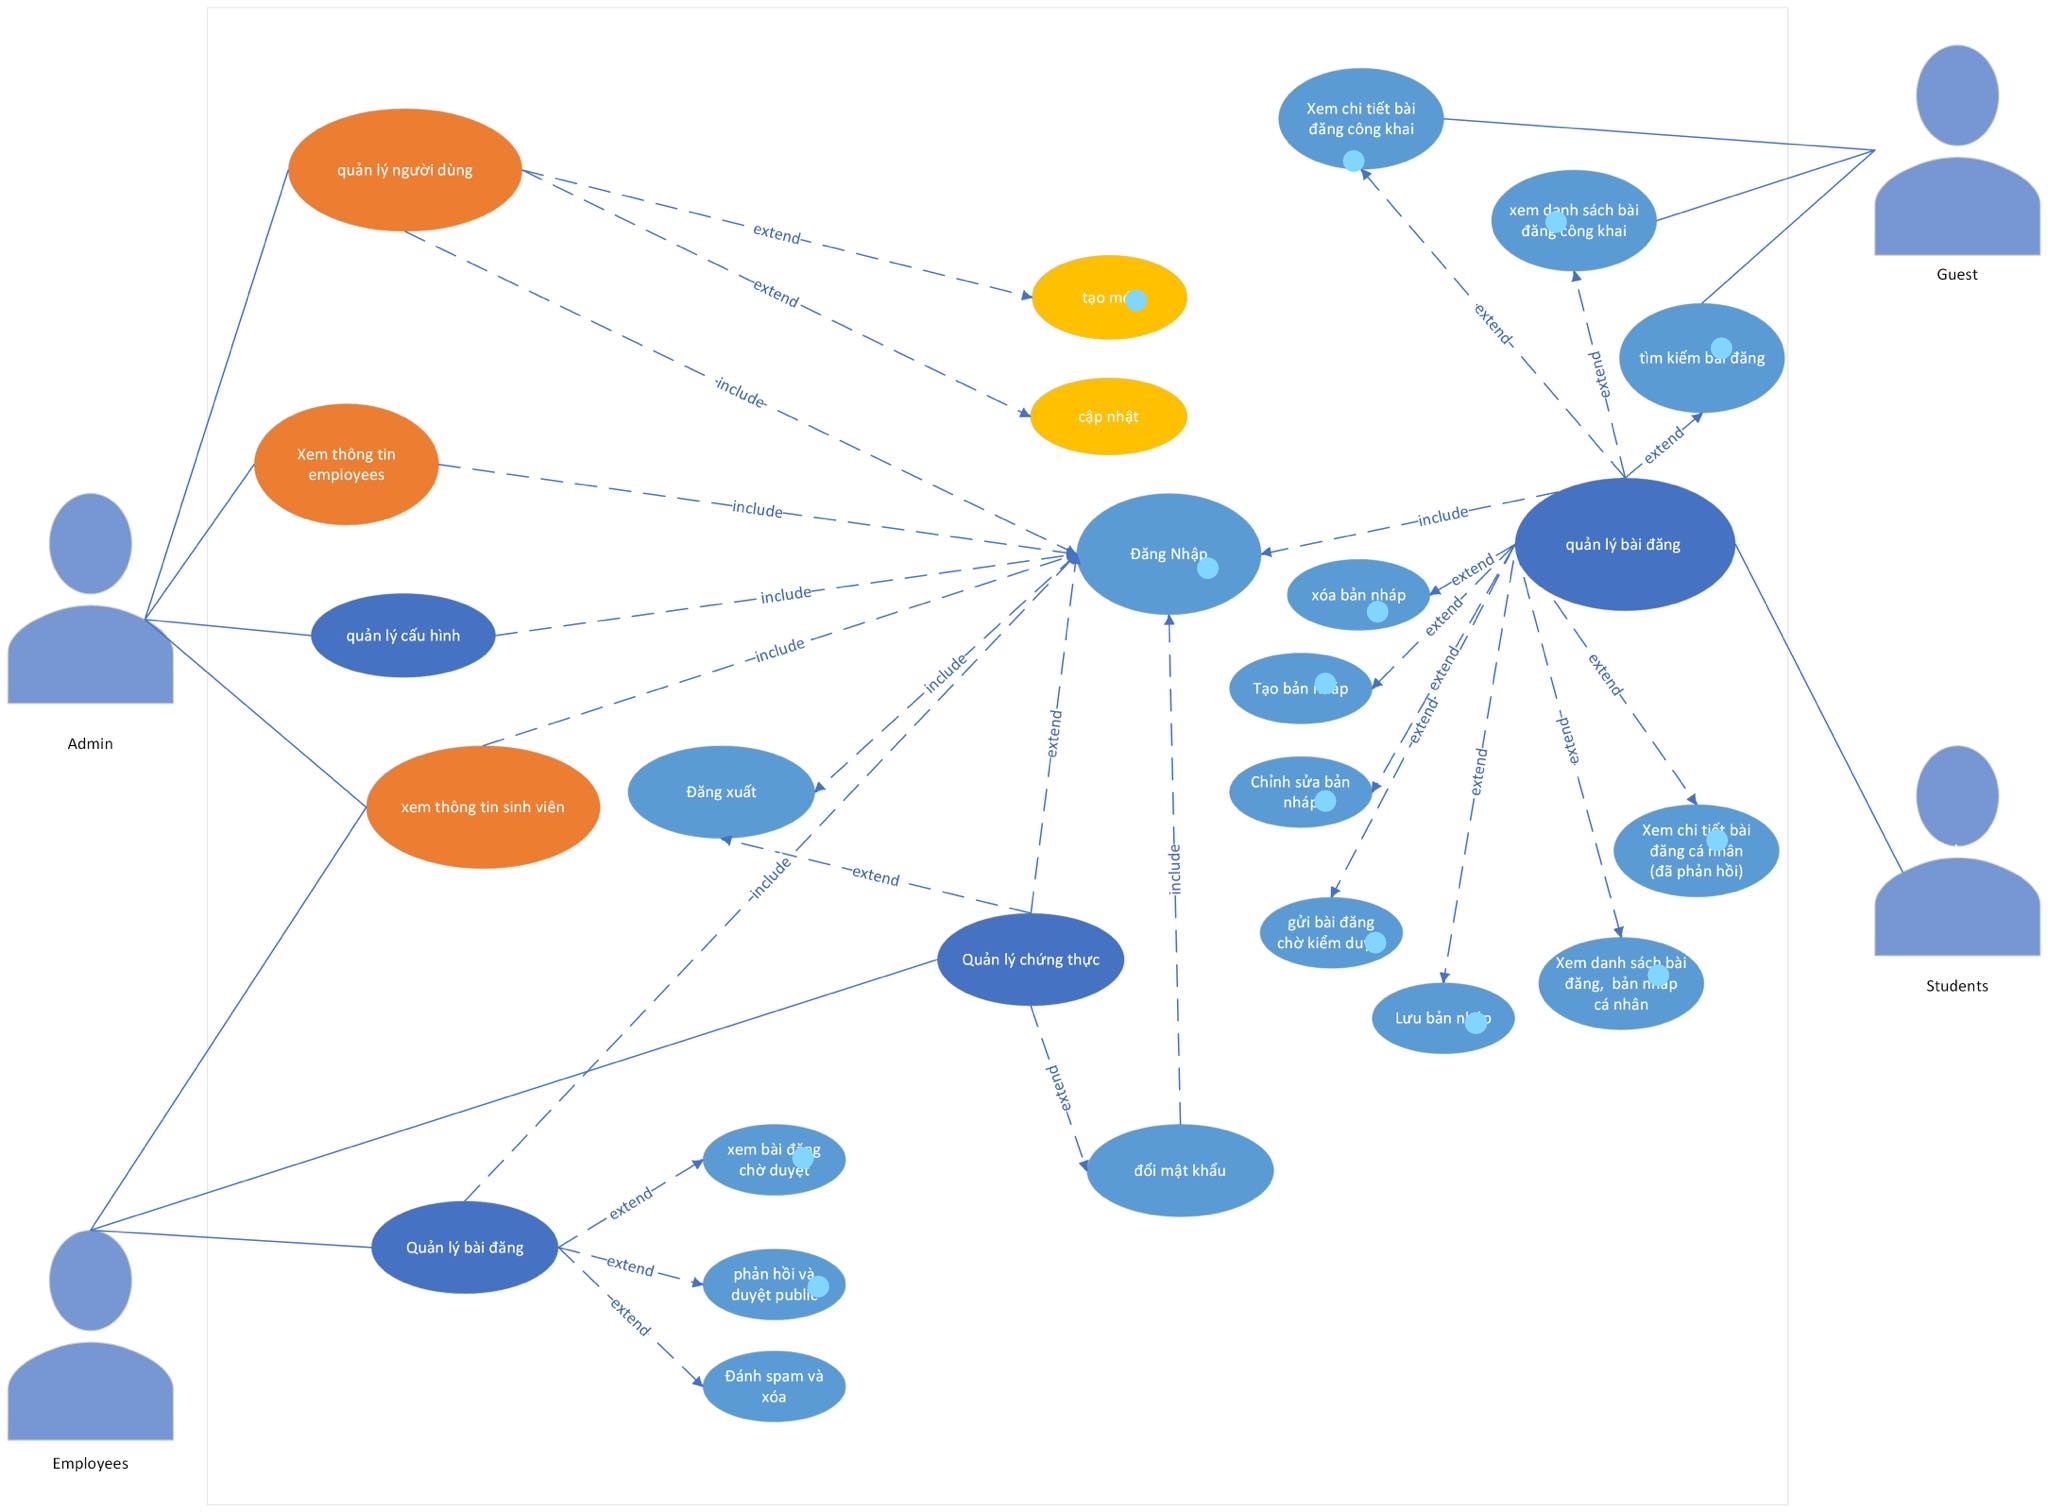 Xem chi tiết bài
đăng công khai
quản lý người dùng
xem danh sách bài
đăng công khai
extend
Guest
tạo
extend
extend
tìm kiếm bài đăng
extend
include
cập nhật
extend
extend
Xem thông tin
employees
include
include
Đăng Nhập
quản lý bài đăng
extend
xóa bản nháp
include
extend
quản lý cấu hình
include
include
extend
extend
Tạo bản nháp
extend
Admin
extend
extend
extend
Đăng xuất
Chỉnh sửa bản
nháp
xem thông tin sinh viên
Xem chi tiết bài
đăng cá nhân
(đã phản hồi)
include
extend
include
gửi bài đăng
chờ kiểm duyệt
Quản lý chứng thực
Xem danh sách bài
đăng, bản nháp
cá nhân
Students
Lưu bản nháp
extend
xem bài đăng
chờ duyệt
đổi mật khẩu
extend
Quản lý bài đăng
extend
phản hồi và
duyệt public
extend
Đánh spam và
xóa
Employees